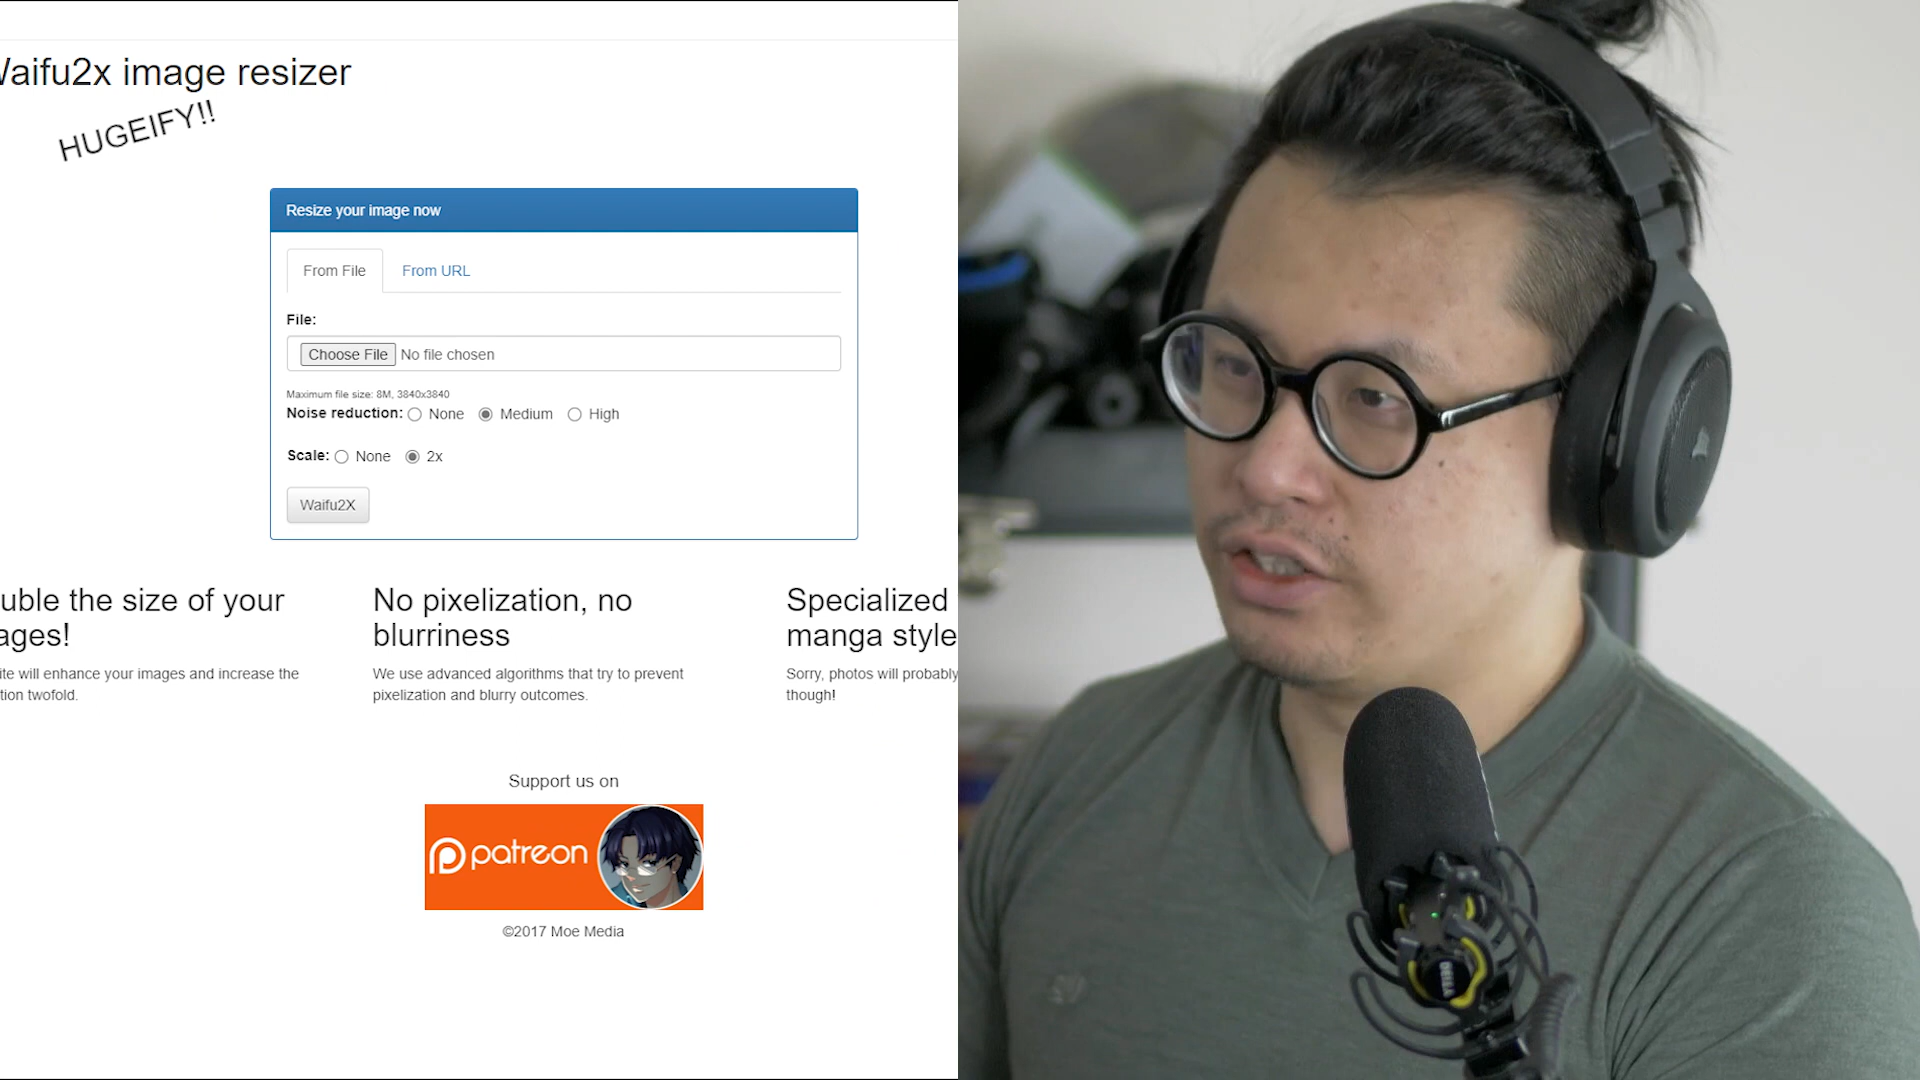 Waifu2x image resizer
HUGEIFY!!
Resize your image now
From File From URL
File:
Choose File No file chosen
Maximum file size: 8M, 3840x3840
Noise reduction: None Medium High
Scale: None 2x
Waifu2X
uble the size of your
ages!
ite will enhance your images and increase the
tion twofold.
No pixelization, no
blurriness
We use advanced algorithms that try to prevent
pixelization and blurry outcomes.
Specialized
manga style
Sorry, photos will probably
though!
Support us on
patreon
©2017 Moe Media